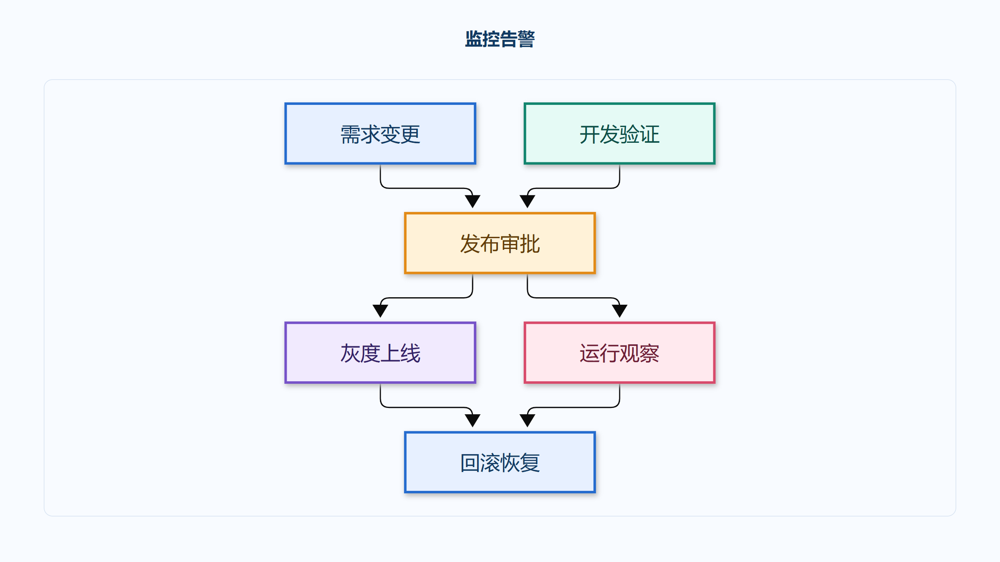 监控告警
需求变更
开发验证
发布审批
灰度上线
运行观察
回滚恢复